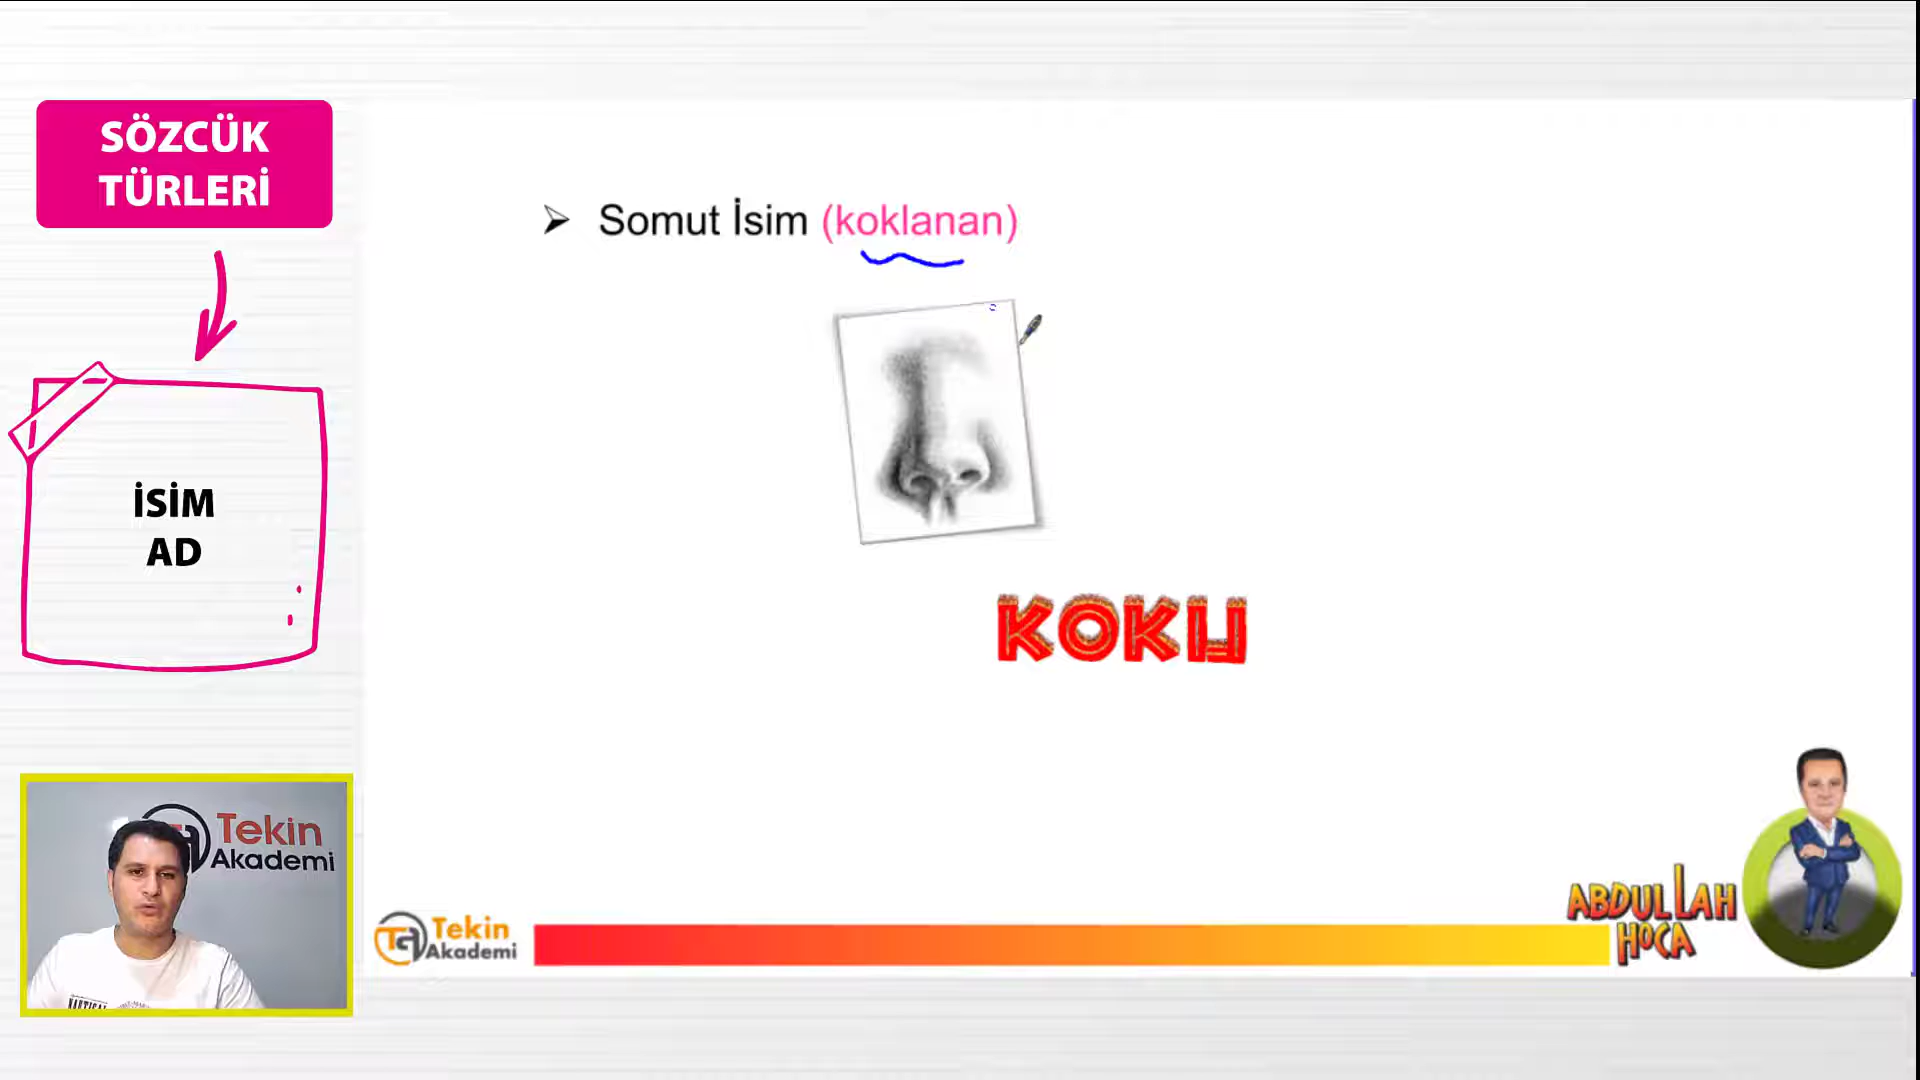 SÖZCÜK
TÜRLERİ
➢ Somut İsim (koklanan)
İSİM
AD
KOKU
Tekin
Akademi
Tekin
Akademi
ABDULLAH
HOCA